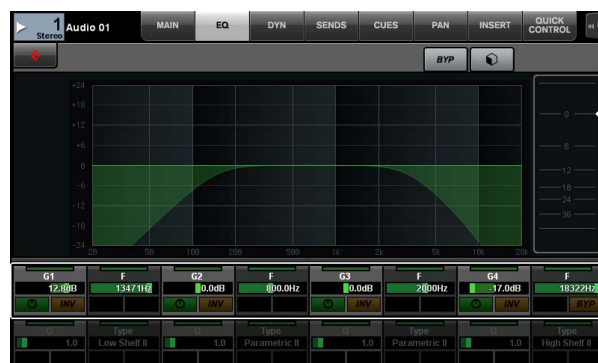 1 Audio 01 MAIN EQ DYN SENDS CUES PAN INSERT QUICK CONTROL
Stereo
BYP
+24
+18
+12
+6
0
-6
-12
-18
-24
20 50 100 200 500 1k 2k 5k 10k 20k
0
6
12
18
24
36
G1 F G2 F G3 F G4 F
12.8dB 13471Hz 0.0dB 800.0Hz 0.0dB 2000Hz -17.0dB 18322Hz
INV INV INV INV BYP
Q Type Q Type Q Type Q Type
1.0 Low Shelf II 1.0 Parametric II 1.0 Parametric II 1.0 High Shelf II